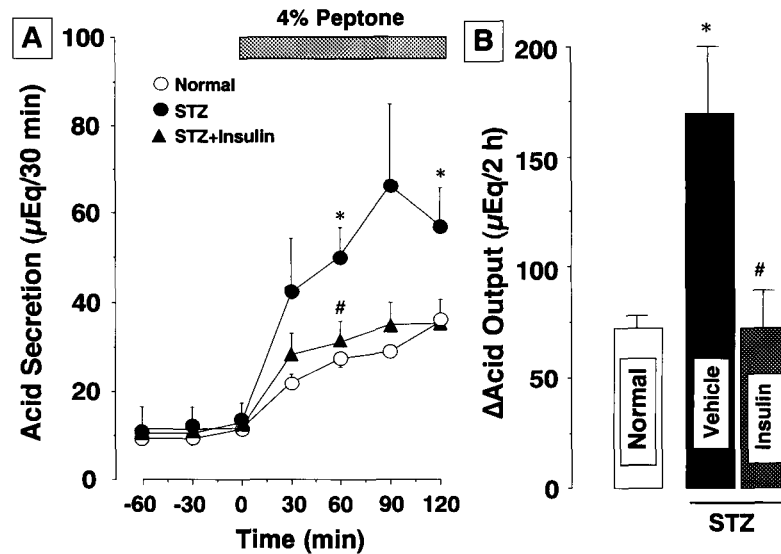 A
4% Peptone
Normal
STZ
STZ+Insulin
Acid Secretion (µEq/30 min)
100
80
60
40
20
0
*
*
#
-60 -30 0 30 60 90 120
Time (min)
B
ΔAcid Output (µEq/2 h)
200
150
100
75
50
0
*
#
Normal
Vehicle
Insulin
STZ